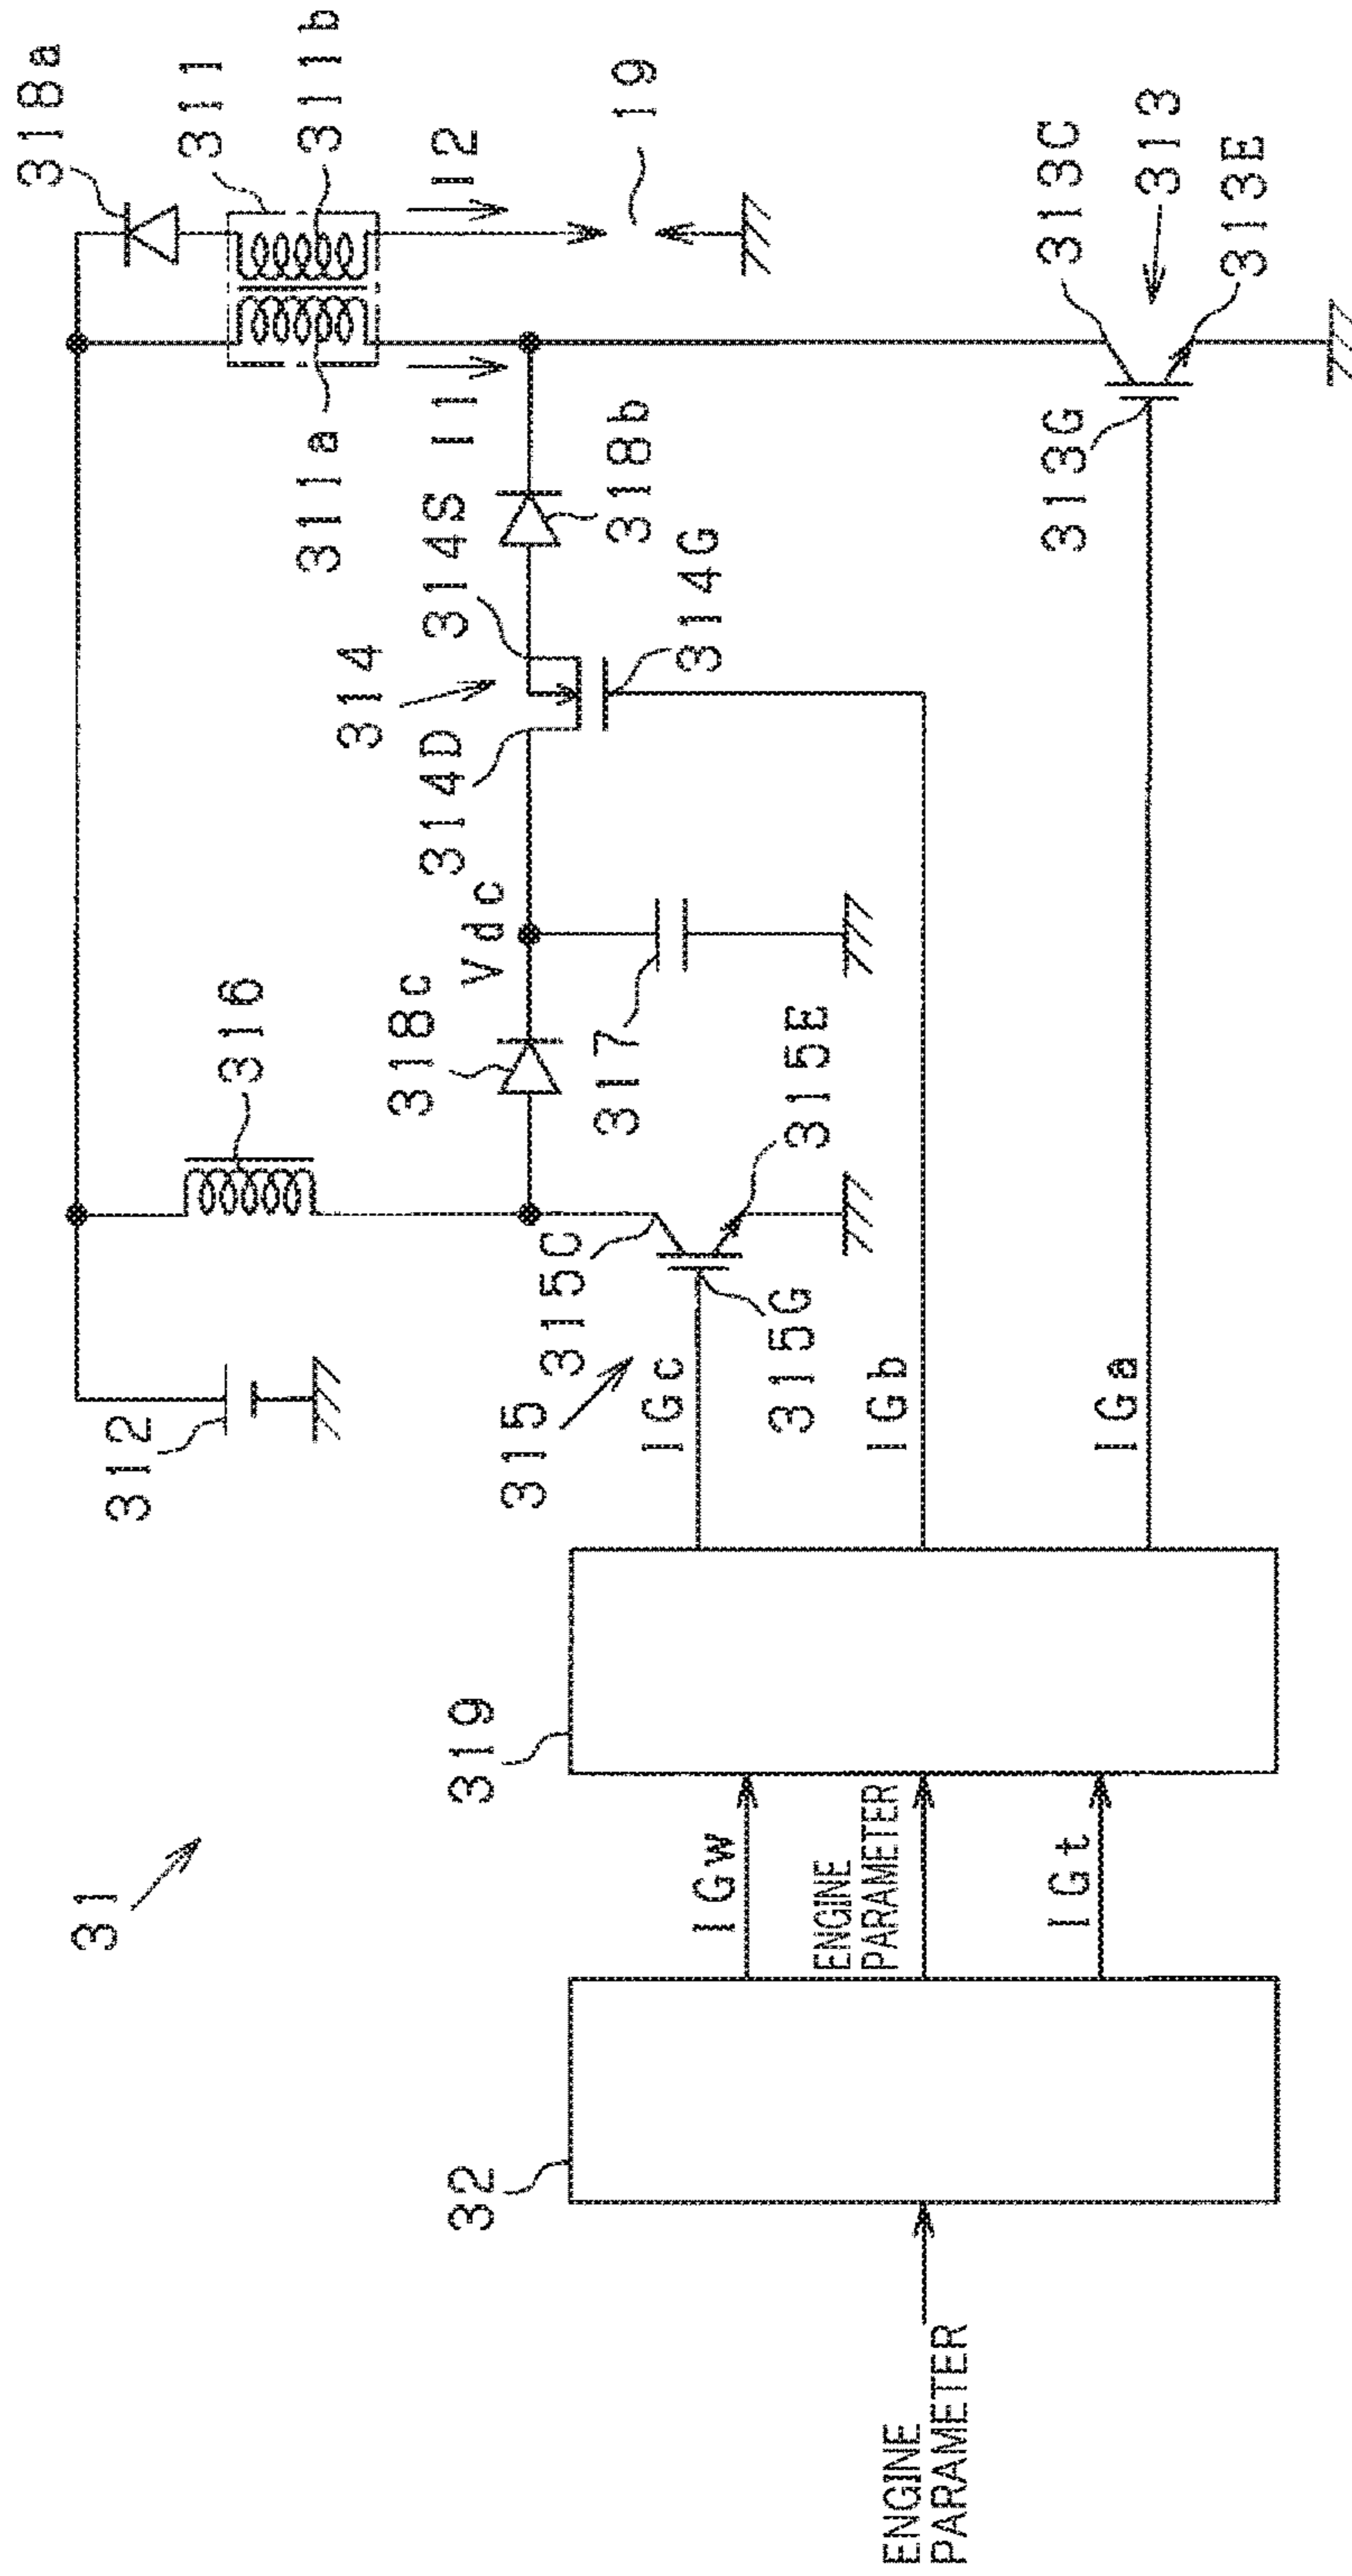 31
312
316
318a
311
311b
311a
I2
I1
19
318c
Vdc
314
314D
314S
318b
314G
317
315
315C
315E
315G
313C
313
313E
313G
32
319
IGw
ENGINE
PARAMETER
IGt
IGc
IGb
IGa
ENGINE
PARAMETER